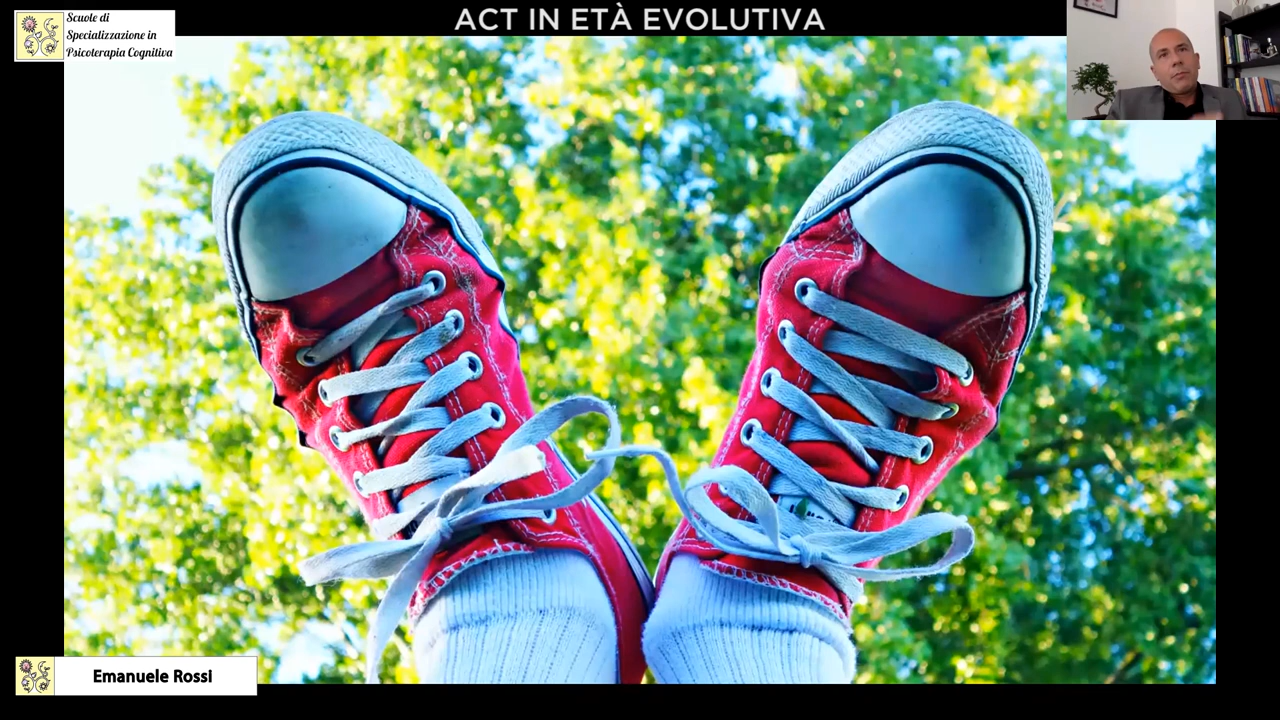 ACT IN ETÀ EVOLUTIVA
Scuole di
Specializzazione in
Psicoterapia Cognitiva
Emanuele Rossi